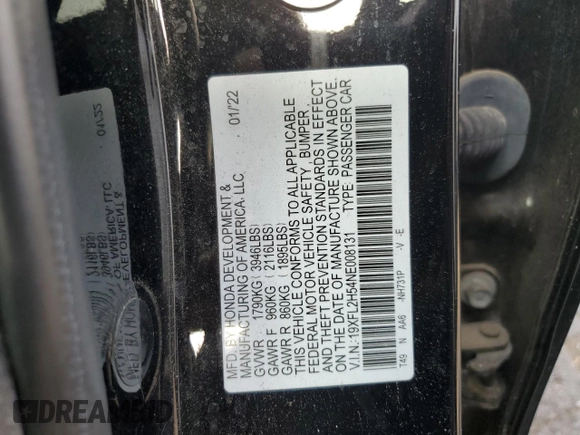 MFD. BY HONDA DEVELOPMENT &
MANUFACTURING OF AMERICA, LLC 01/22
GVWR 1790KG (3946LBS)
GAWR F 960KG (2116LBS)
GAWR R 860KG (1895LBS)
THIS VEHICLE CONFORMS TO ALL APPLICABLE
FEDERAL MOTOR VEHICLE SAFETY, BUMPER,
AND THEFT PREVENTION STANDARDS IN EFFECT
ON THE DATE OF MANUFACTURE SHOWN ABOVE.
V.I.N.: 19XFL2H54NE008131 TYPE: PASSENGER CAR
T49 N AA6 -NH731P -V -E
DREAMBID